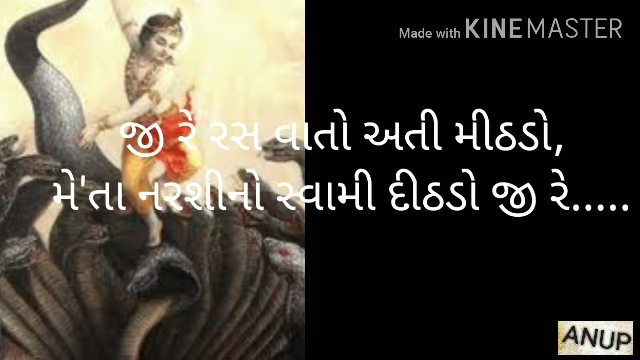 Made with KINEMASTER
જી રે રસ વાતો અતી મીઠડો,
મે'તા નરશીનો સ્વામી દીઠડો જી રે.....
ANUP